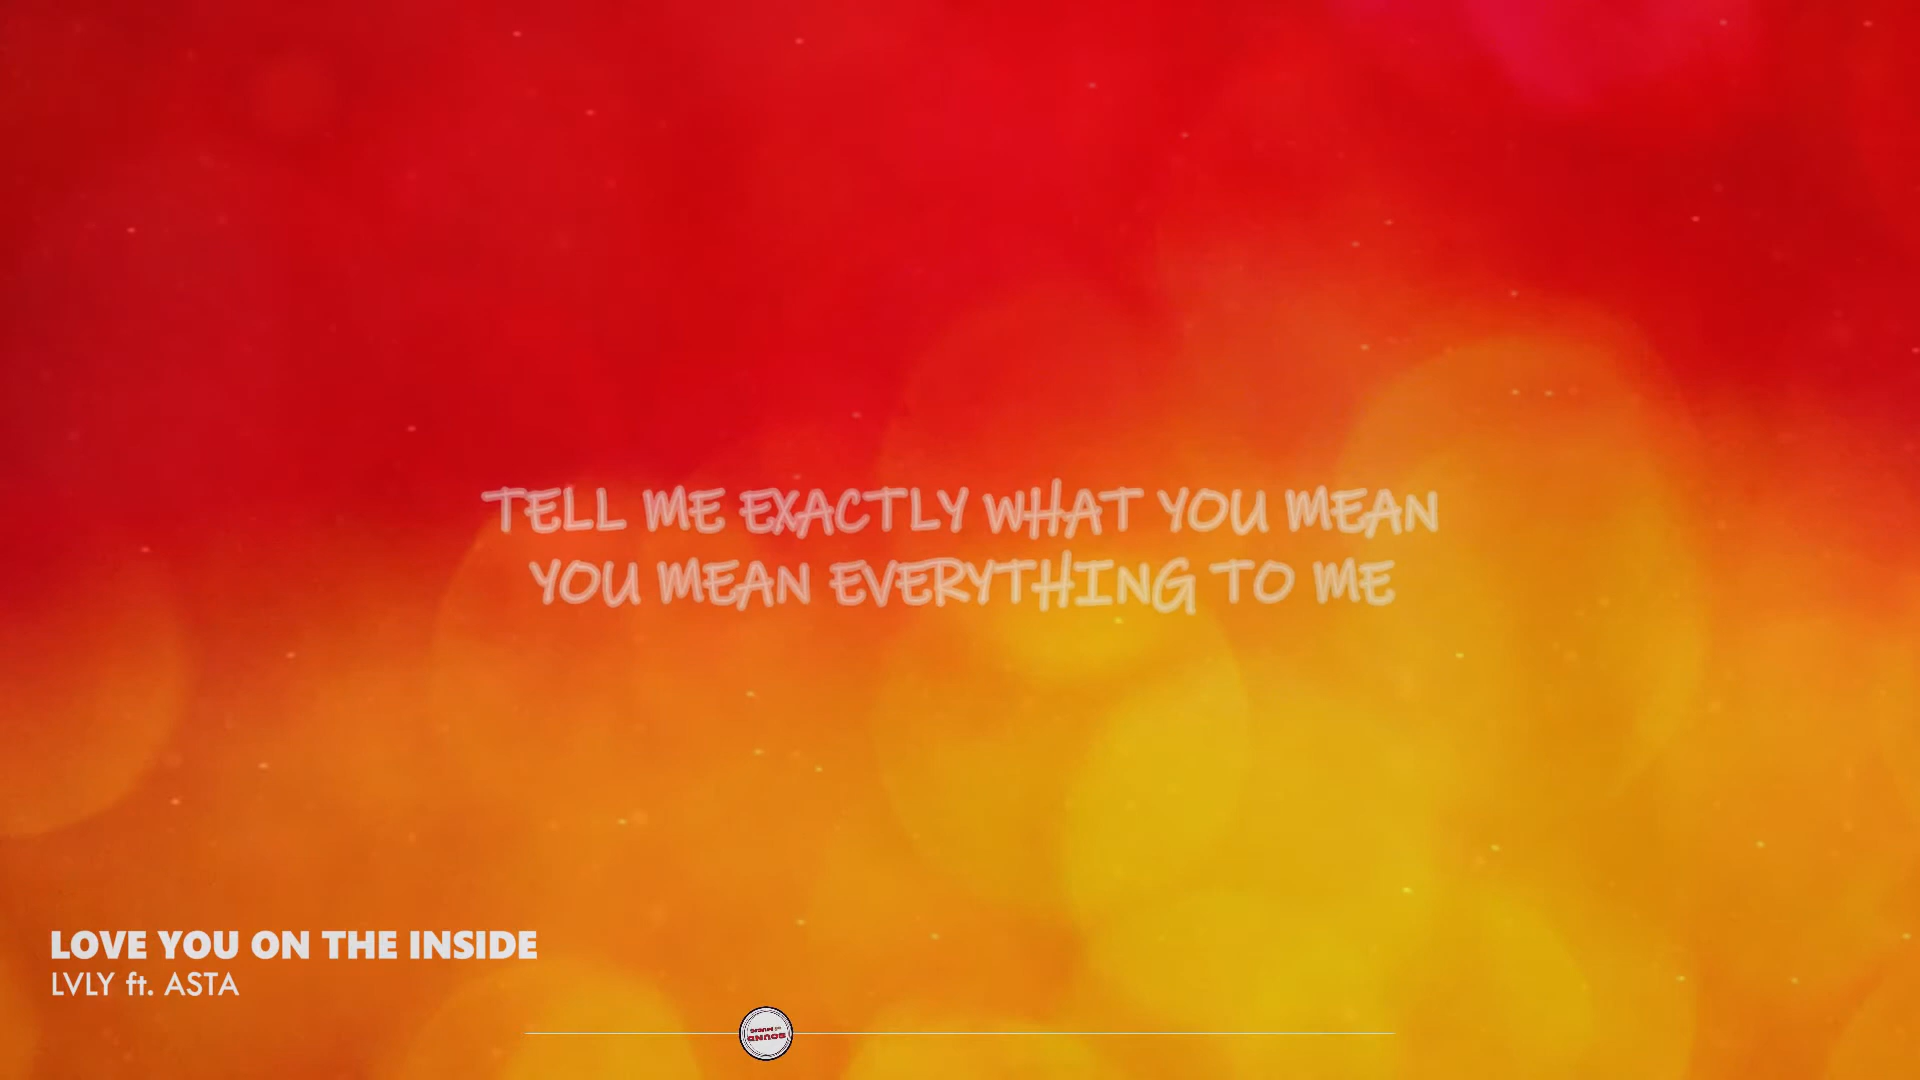 TELL ME EXACTLY WHAT YOU MEAN
YOU MEAN EVERYTHING TO ME
LOVE YOU ON THE INSIDE
LVLY ft. ASTA